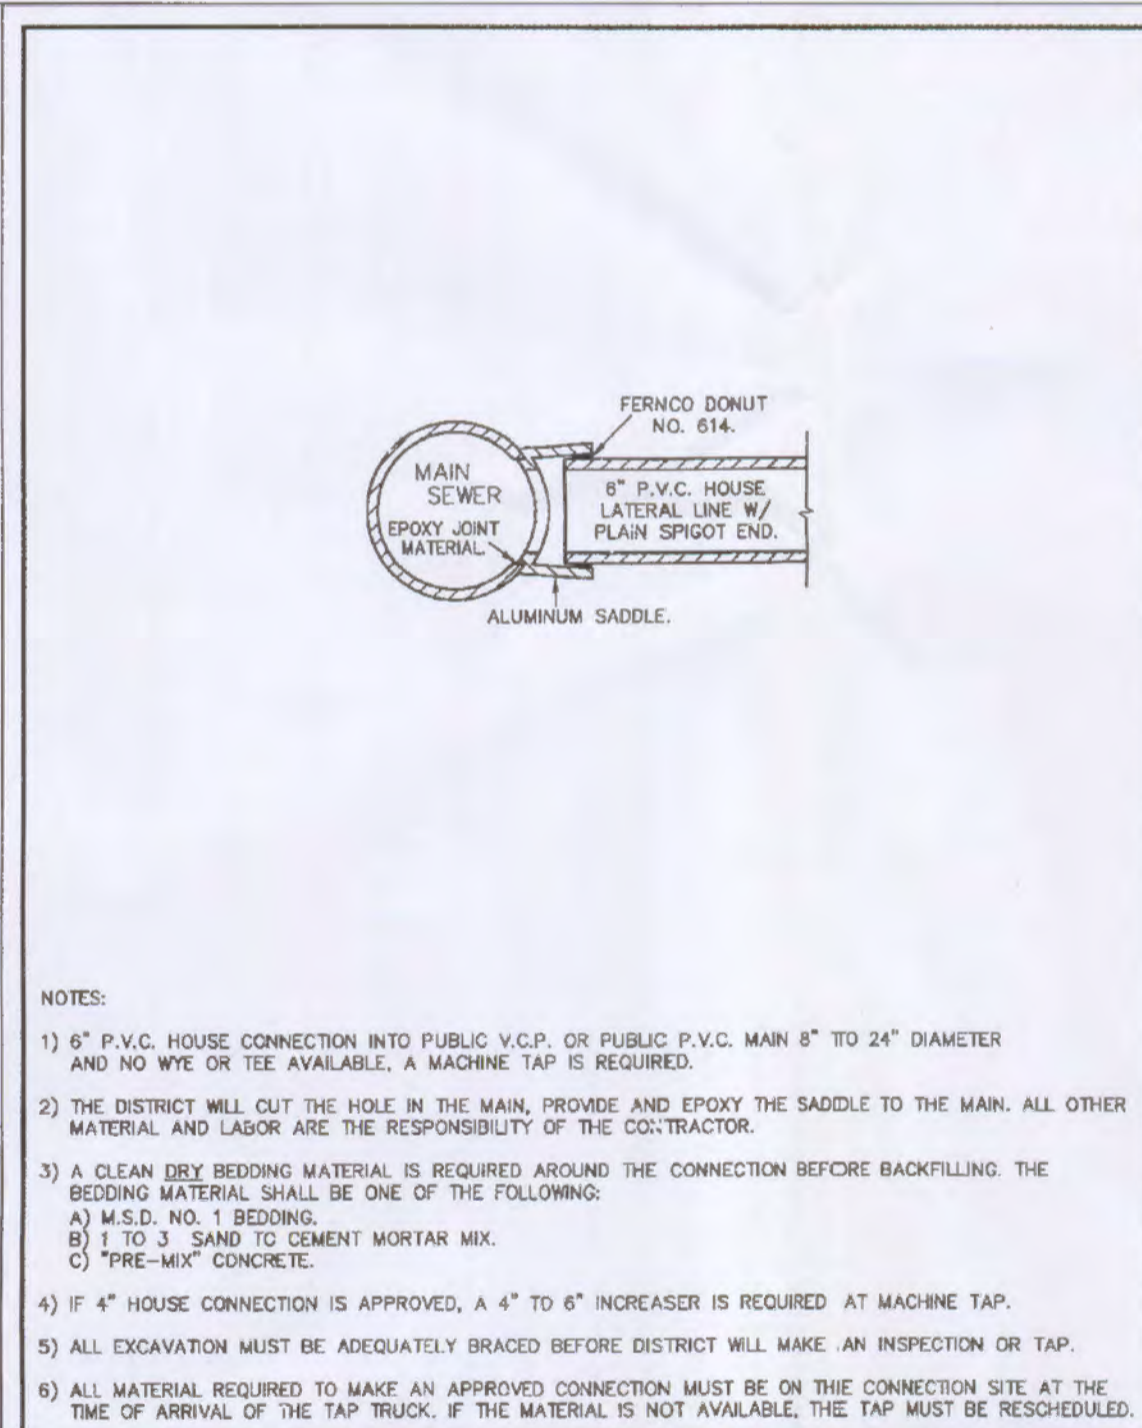 FERNCO DONUT
NO. 614.
MAIN
SEWER
6" P.V.C. HOUSE
LATERAL LINE W/
PLAIN SPIGOT END.
EPOXY JOINT
MATERIAL.
ALUMINUM SADDLE.
NOTES:
1) 6" P.V.C. HOUSE CONNECTION INTO PUBLIC V.C.P. OR PUBLIC P.V.C. MAIN 8" TO 24" DIAMETER
AND NO WYE OR TEE AVAILABLE, A MACHINE TAP IS REQUIRED.
2) THE DISTRICT WILL CUT THE HOLE IN THE MAIN, PROVIDE AND EPOXY THE SADDLE TO THE MAIN. ALL OTHER
MATERIAL AND LABOR ARE THE RESPONSIBILITY OF THE CONTRACTOR.
3) A CLEAN DRY BEDDING MATERIAL IS REQUIRED AROUND THE CONNECTION BEFORE BACKFILLING. THE
BEDDING MATERIAL SHALL BE ONE OF THE FOLLOWING:
A) M.S.D. NO. 1 BEDDING.
B) 1 TO 3 SAND TO CEMENT MORTAR MIX.
C) "PRE-MIX" CONCRETE.
4) IF 4" HOUSE CONNECTION IS APPROVED, A 4" TO 6" INCREASER IS REQUIRED AT MACHINE TAP.
5) ALL EXCAVATION MUST BE ADEQUATELY BRACED BEFORE DISTRICT WILL MAKE AN INSPECTION OR TAP.
6) ALL MATERIAL REQUIRED TO MAKE AN APPROVED CONNECTION MUST BE ON THE CONNECTION SITE AT THE
TIME OF ARRIVAL OF THE TAP TRUCK. IF THE MATERIAL IS NOT AVAILABLE, THE TAP MUST BE RESCHEDULED.